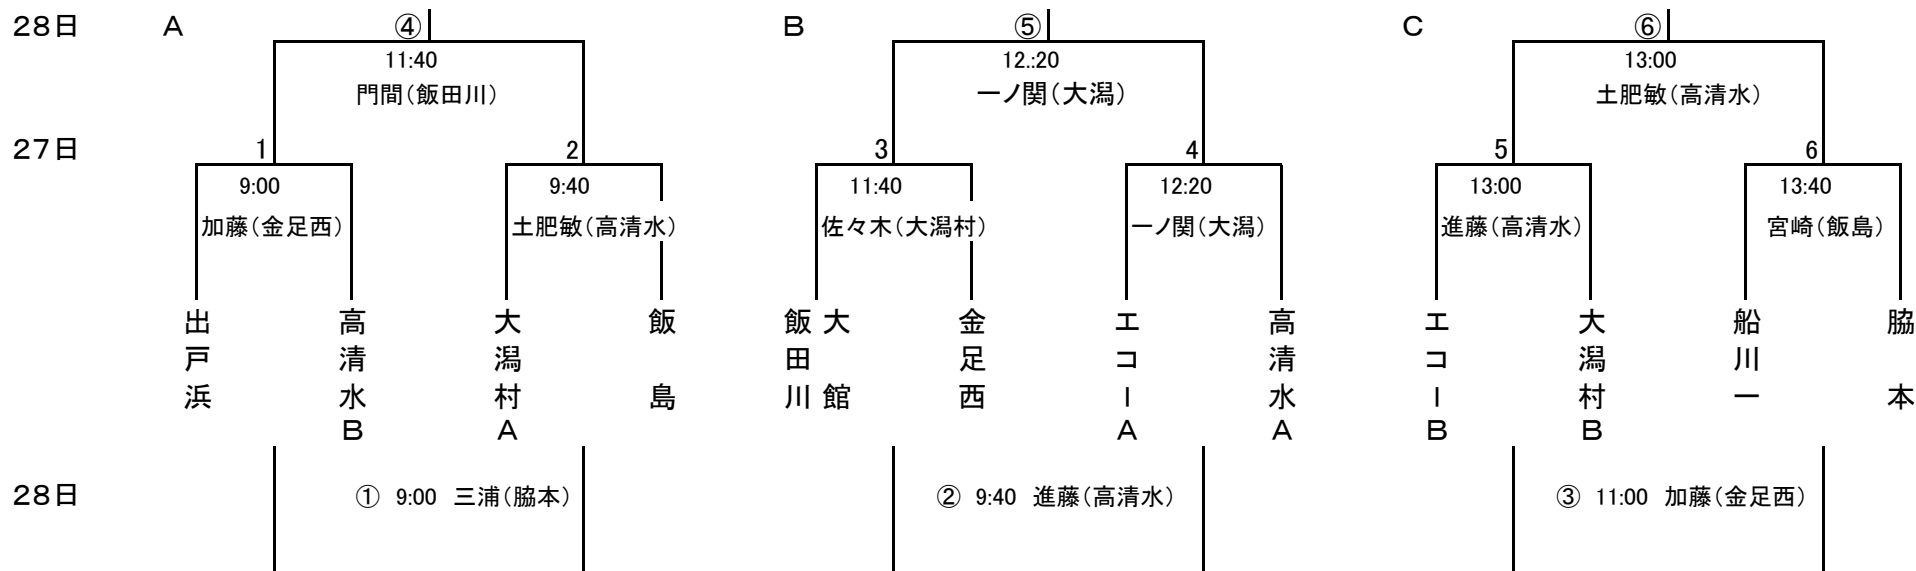 28日 A ④ B ⑤ C ⑥
11:40 12.:20 13:00
門間(飯田川) 一ノ関(大潟) 土肥敏(高清水)
27日 1 2 3 4 5 6
9:00 9:40 11:40 12:20 13:00 13:40
加藤(金足西) 土肥敏(高清水) 佐々木(大潟村) 一ノ関(大潟) 進藤(高清水) 宮崎(飯島)
出戸浜
高清水B
大潟村A
飯島
飯田川
大館
金足西
エコーA
高清水A
エコーB
大潟村B
船川一
脇本
28日 ① 9:00 三浦(脇本) ② 9:40 進藤(高清水) ③ 11:00 加藤(金足西)